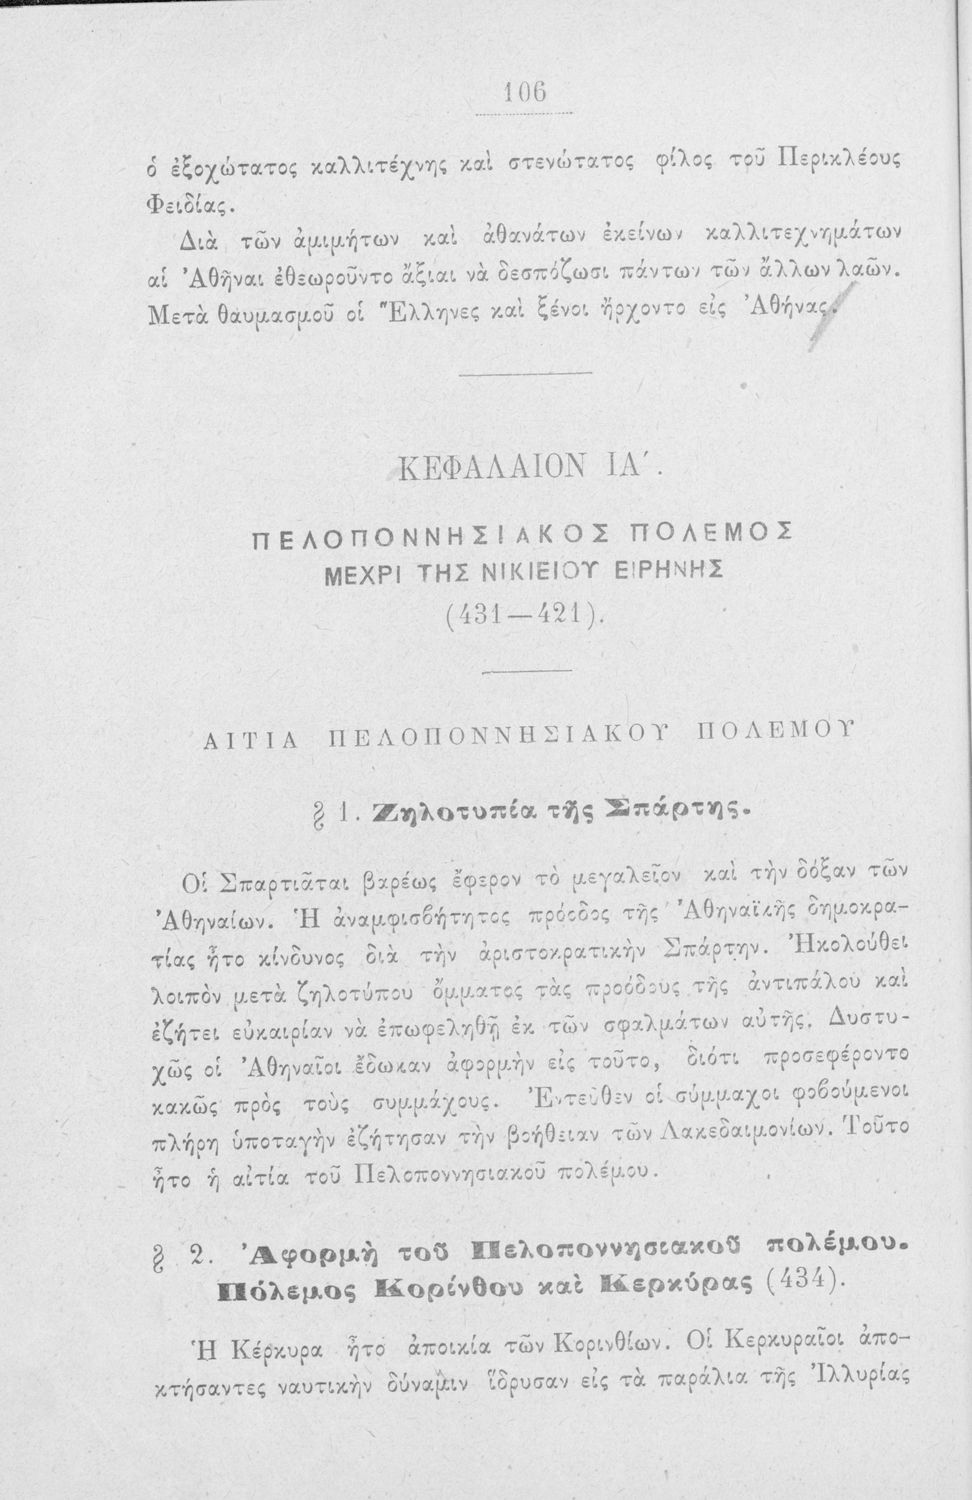 106
ὁ ἐξοχώτατος καλλιτέχνης καὶ στενώτατος φίλος τοῦ Περικλέους
Φειδίας.
Διὰ τῶν ἀμιμήτων καὶ ἀθανάτων ἐκείνων καλλιτεχνημάτων
αἱ Ἀθῆναι ἐθεωροῦντο ἄξιαι νὰ δεσπόζωσι πάντων τῶν ἄλλων λαῶν.
Μετὰ θαυμασμοῦ οἱ Ἕλληνες καὶ ξένοι ἤρχοντο εἰς Ἀθήνας.
ΚΕΦΑΛΑΙΟΝ ΙΔ΄.
ΠΕΛΟΠΟΝΝΗΣΙΑΚΟΣ ΠΟΛΕΜΟΣ
ΜΕΧΡΙ ΤΗΣ ΝΙΚΙΕΙΟΥ ΕΙΡΗΝΗΣ
(431—421).
ΑΙΤΙΑ ΠΕΛΟΠΟΝΝΗΣΙΑΚΟΥ ΠΟΛΕΜΟΥ
§ 1. Ζηλοτυπία τῆς Σπάρτης.
Οἱ Σπαρτιᾶται βαρέως ἔφερον τὸ μεγαλεῖον καὶ τὴν δόξαν τῶν
Ἀθηναίων. Ἡ ἀναμφισβήτητος πρόοδος τῆς Ἀθηναϊκῆς δημοκρα-
τίας ἦτο κίνδυνος διὰ τὴν ἀριστοκρατικὴν Σπάρτην. Ἠκολούθει
λοιπὸν μετὰ ζηλοτύπου ὄμματος τὰς προόδους τῆς ἀντιπάλου καὶ
ἐζήτει εὐκαιρίαν νὰ ἐπωφεληθῇ ἐκ τῶν σφαλμάτων αὐτῆς. Δυστυ-
χῶς οἱ Ἀθηναῖοι ἔδωκαν ἀφορμὴν εἰς τοῦτο, διότι προσεφέροντο
κακῶς πρὸς τοὺς συμμάχους. Ἐντεῦθεν οἱ σύμμαχοι φοβούμενοι
πλήρη ὑποταγὴν ἐζήτησαν τὴν βοήθειαν τῶν Λακεδαιμονίων. Τοῦτο
ἦτο ἡ αἰτία τοῦ Πελοποννησιακοῦ πολέμου.
§ 2. Ἀφορμὴ τοῦ Πελοποννησιακοῦ πολέμου.
Πόλεμος Κορίνθου καὶ Κερκύρας (434).
Ἡ Κέρκυρα ἦτο ἀποικία τῶν Κορινθίων. Οἱ Κερκυραῖοι ἀπο-
κτήσαντες ναυτικὴν δύναμιν ἵδρυσαν εἰς τὰ παράλια τῆς Ἰλλυρίας